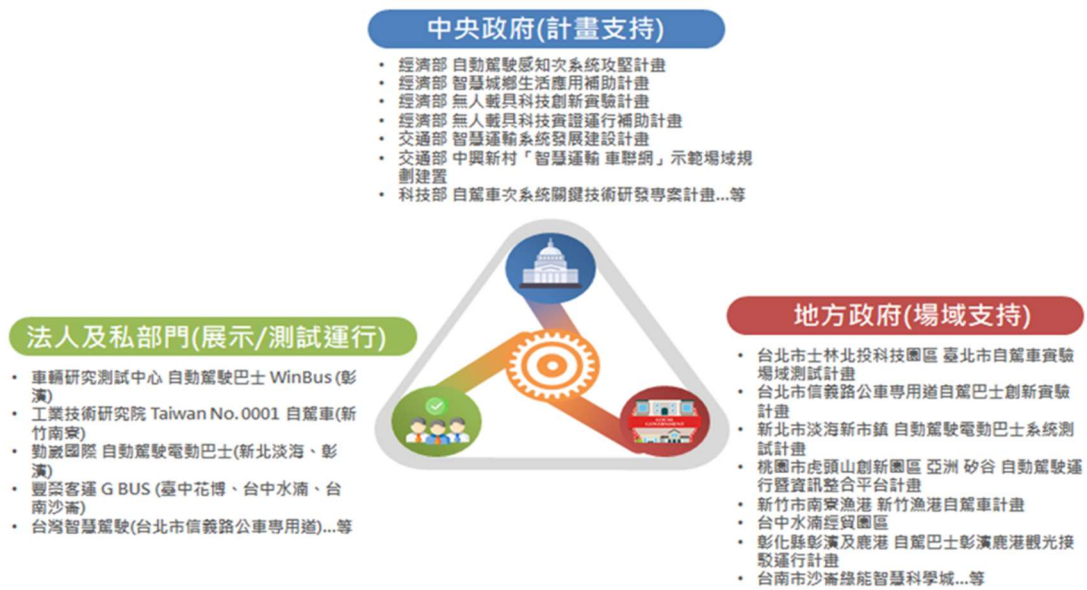 中央政府(計畫支持)
• 經濟部 自動駕駛感知次系統攻堅計畫
• 經濟部 智慧城鄉生活應用補助計畫
• 經濟部 無人載具科技創新實驗計畫
• 經濟部 無人載具科技實證運行補助計畫
• 交通部 智慧運輸系統發展建設計畫
• 交通部 中興新村「智慧運輸 車聯網」示範場域規
劃建置
• 科技部 自駕車次系統關鍵技術研發專案計畫...等
法人及私部門(展示/測試運行)
• 車輛研究測試中心 自動駕駛巴士 WinBus (彰
濱)
• 工業技術研究院 Taiwan No. 0001 自駕車(新
竹南寮)
• 勤崴國際 自動駕駛電動巴士(新北淡海、彰
濱)
• 豐榮客運 G BUS (臺中花博、台中水湳、台
南沙崙)
• 台灣智慧駕駛(台北市信義路公車專用道)...等
LOCAL
GOVERNMENT
地方政府(場域支持)
• 台北市士林北投科技園區 臺北市自駕車實驗
場域測試計畫
• 台北市信義路公車專用道自駕巴士創新實驗
計畫
• 新北市淡海新市鎮 自動駕駛電動巴士系統測
試計畫
• 桃園市虎頭山創新園區 亞洲 矽谷 自動駕駛運
行暨資訊整合平台計畫
• 新竹市南寮漁港 新竹漁港自駕車計畫
• 台中水湳經貿園區
• 彰化縣彰濱及鹿港 自駕巴士彰濱鹿港觀光接
駁運行計畫
• 台南市沙崙綠能智慧科學城...等